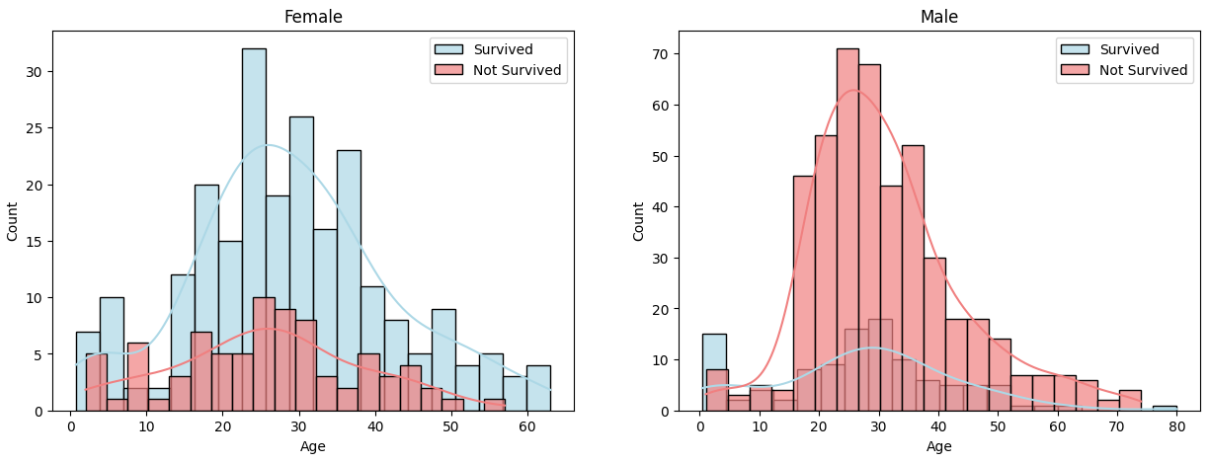 Female
Survived
Not Survived
Count
30
25
20
15
10
5
0
0 10 20 30 40 50 60
Age
Male
Survived
Not Survived
Count
70
60
50
40
30
20
10
0
0 10 20 30 40 50 60 70 80
Age